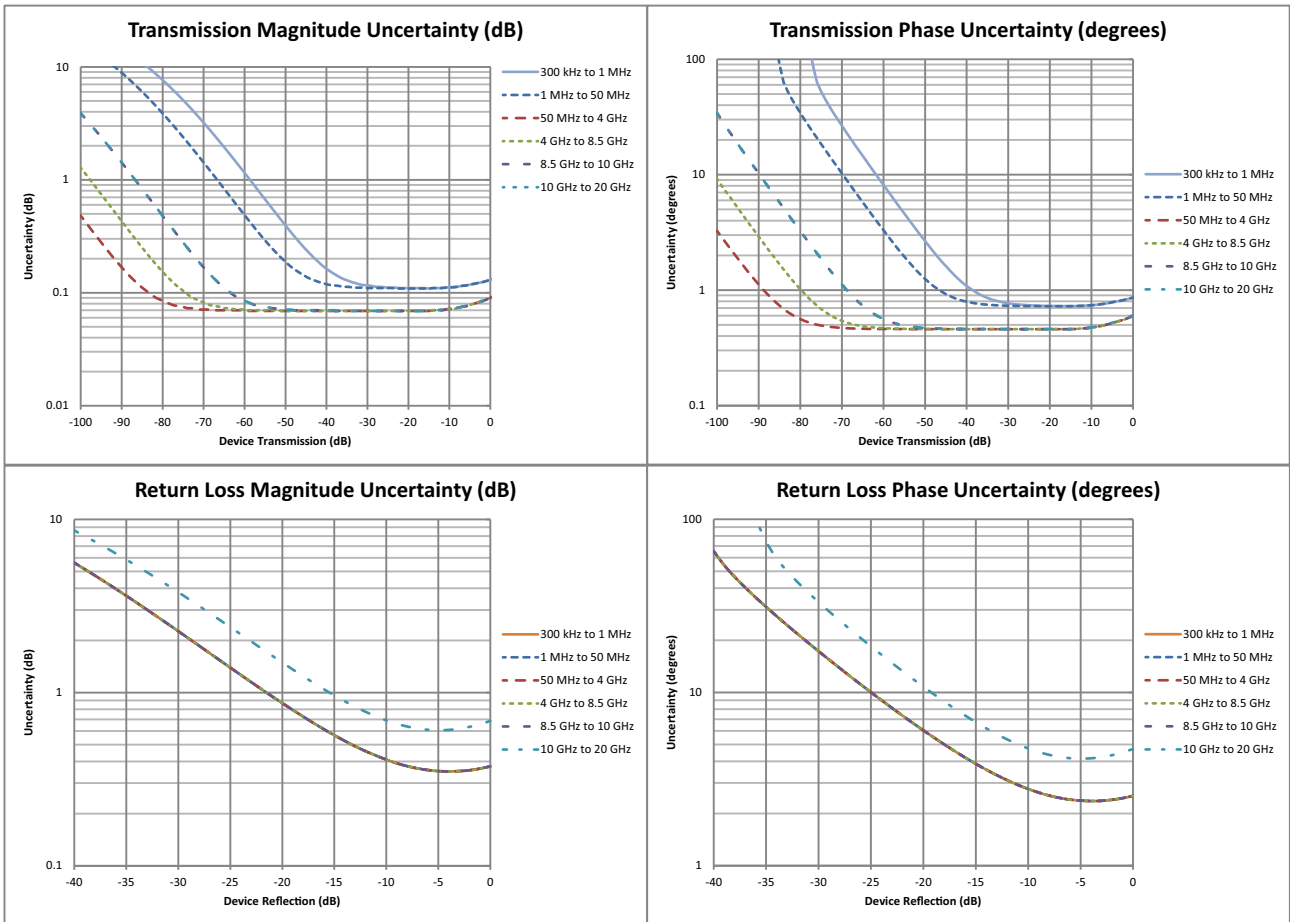 Transmission Magnitude Uncertainty (dB)
Uncertainty (dB)
10
1
0.1
0.01
-100 -90 -80 -70 -60 -50 -40 -30 -20 -10 0
Device Transmission (dB)
300 kHz to 1 MHz
1 MHz to 50 MHz
50 MHz to 4 GHz
4 GHz to 8.5 GHz
8.5 GHz to 10 GHz
10 GHz to 20 GHz
Transmission Phase Uncertainty (degrees)
Uncertainty (degrees)
100
10
1
0.1
-100 -90 -80 -70 -60 -50 -40 -30 -20 -10 0
Device Transmission (dB)
300 kHz to 1 MHz
1 MHz to 50 MHz
50 MHz to 4 GHz
4 GHz to 8.5 GHz
8.5 GHz to 10 GHz
10 GHz to 20 GHz
Return Loss Magnitude Uncertainty (dB)
Uncertainty (dB)
10
1
0.1
-40 -35 -30 -25 -20 -15 -10 -5 0
Device Reflection (dB)
300 kHz to 1 MHz
1 MHz to 50 MHz
50 MHz to 4 GHz
4 GHz to 8.5 GHz
8.5 GHz to 10 GHz
10 GHz to 20 GHz
Return Loss Phase Uncertainty (degrees)
Uncertainty (degrees)
100
10
1
-40 -35 -30 -25 -20 -15 -10 -5 0
Device Reflection (dB)
300 kHz to 1 MHz
1 MHz to 50 MHz
50 MHz to 4 GHz
4 GHz to 8.5 GHz
8.5 GHz to 10 GHz
10 GHz to 20 GHz